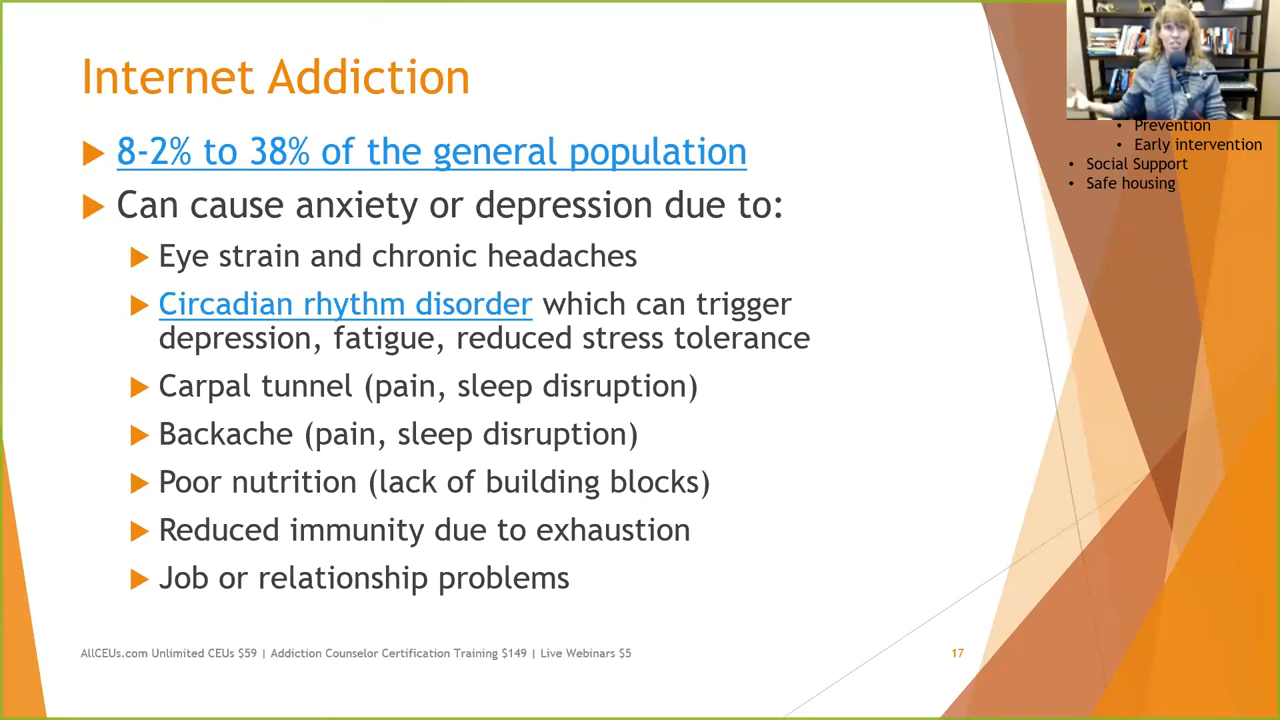 Internet Addiction
8-2% to 38% of the general population
Can cause anxiety or depression due to:
Eye strain and chronic headaches
Circadian rhythm disorder which can trigger
depression, fatigue, reduced stress tolerance
Carpal tunnel (pain, sleep disruption)
Backache (pain, sleep disruption)
Poor nutrition (lack of building blocks)
Reduced immunity due to exhaustion
Job or relationship problems
Prevention
Early intervention
Social Support
Safe housing
AllCEUs.com Unlimited CEUs $59 | Addiction Counselor Certification Training $149 | Live Webinars $5
17